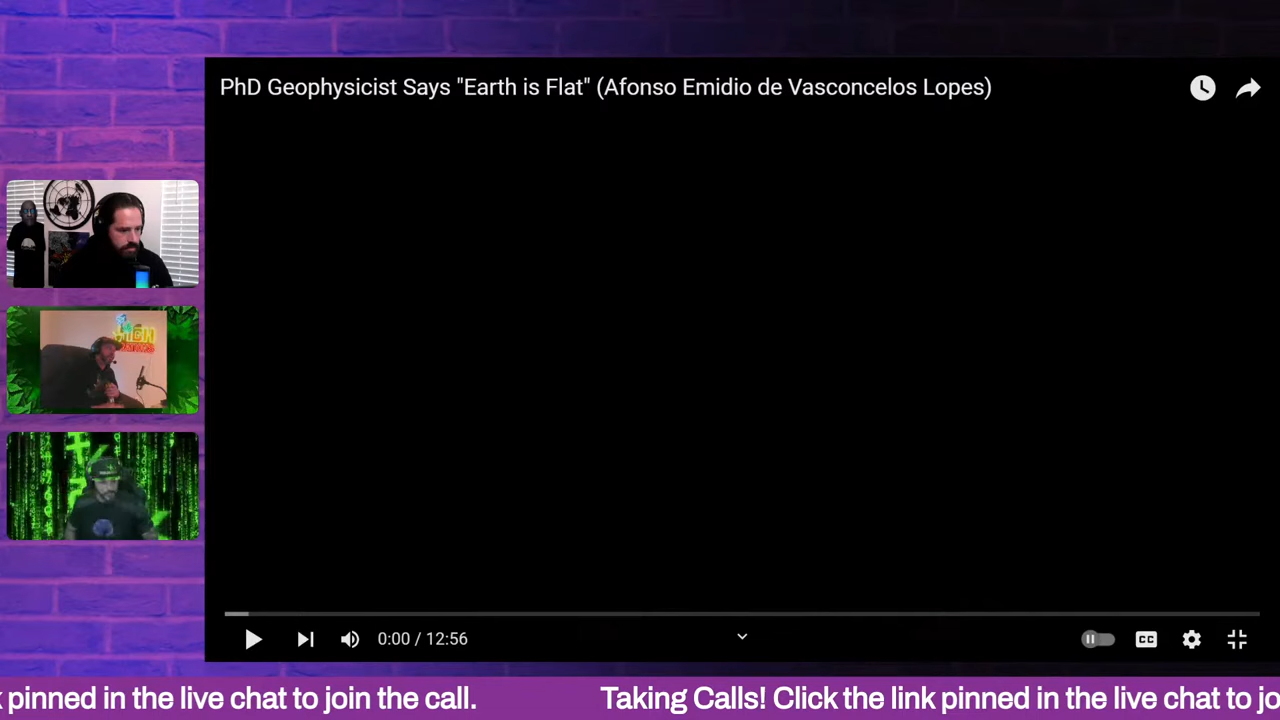 PhD Geophysicist Says "Earth is Flat" (Afonso Emidio de Vasconcelos Lopes)
0:00 / 12:56
CC
pinned in the live chat to join the call. Taking Calls! Click the link pinned in the live chat to jo